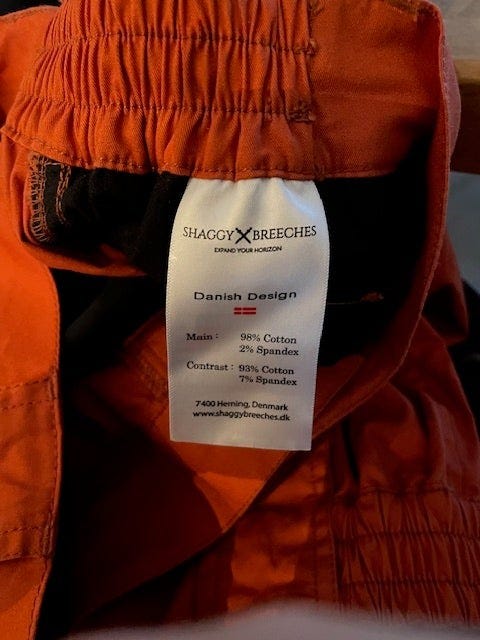 SHAGGY X BREECHES
EXPAND YOUR HORIZON
Danish Design
Main : 98% Cotton
2% Spandex
Contrast : 93% Cotton
7% Spandex
7400 Herning, Denmark
www.shaggybreeches.dk